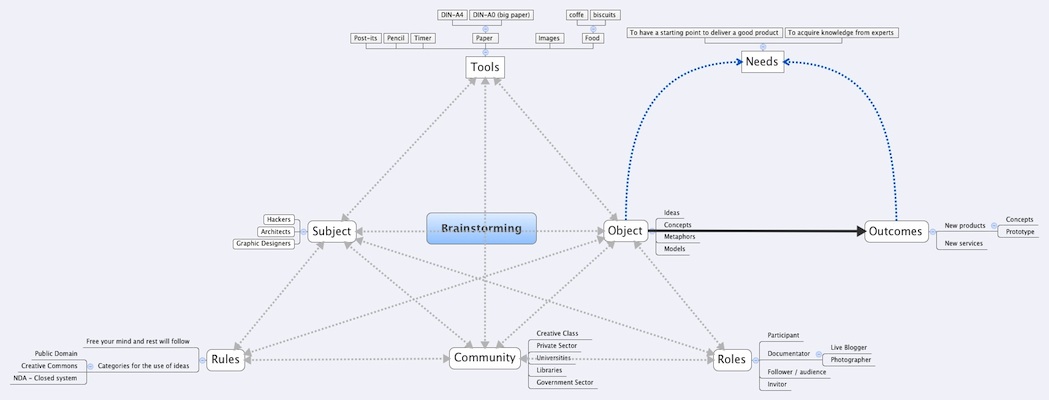 DIN-A4
DIN-A0 (big paper)
coffe
biscuits
Post-its
Pencil
Timer
Paper
Images
Food
Tools
To have a starting point to deliver a good product
To acquire knowledge from experts
Needs
Hackers
Architects
Graphic Designers
Subject
Brainstorming
Object
Ideas
Concepts
Metaphors
Models
Outcomes
New products
Concepts
Prototype
New services
Free your mind and rest will follow
Public Domain
Creative Commons
NDA - Closed system
Categories for the use of ideas
Rules
Community
Creative Class
Private Sector
Universities
Libraries
Government Sector
Roles
Participant
Documentator
Live Blogger
Photographer
Follower / audience
Invitor